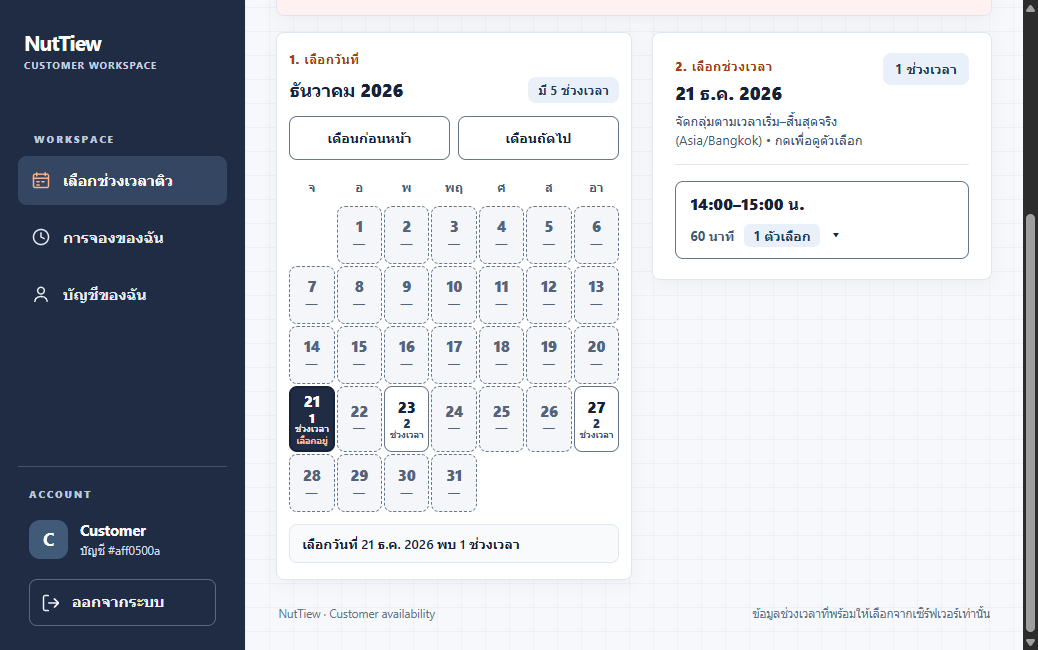 NutTiew
CUSTOMER WORKSPACE
WORKSPACE
เลือกช่วงเวลาติว
การจองของฉัน
บัญชีของฉัน
ACCOUNT
C
Customer
บัญชี #aff0500a
ออกจากระบบ
1. เลือกวันที่
ธันวาคม 2026
มี 5 ช่วงเวลา
เดือนก่อนหน้า
เดือนถัดไป
จ อ พ พฤ ศ ส อา
1 2 3 4 5 6
— — — — — —
7 8 9 10 11 12 13
— — — — — — —
14 15 16 17 18 19 20
— — — — — — —
21 22 23 24 25 26 27
1 — 2 — — — 2
ช่วงเวลา ช่วงเวลา ช่วงเวลา
เลือกอยู่
28 29 30 31
— — — —
เลือกวันที่ 21 ธ.ค. 2026 พบ 1 ช่วงเวลา
2. เลือกช่วงเวลา
1 ช่วงเวลา
21 ธ.ค. 2026
จัดกลุ่มตามเวลาเริ่ม–สิ้นสุดจริง
(Asia/Bangkok) • กดเพื่อดูตัวเลือก
14:00–15:00 น.
60 นาที 1 ตัวเลือก
NutTiew · Customer availability
ข้อมูลช่วงเวลาที่พร้อมให้เลือกจากเซิร์ฟเวอร์เท่านั้น